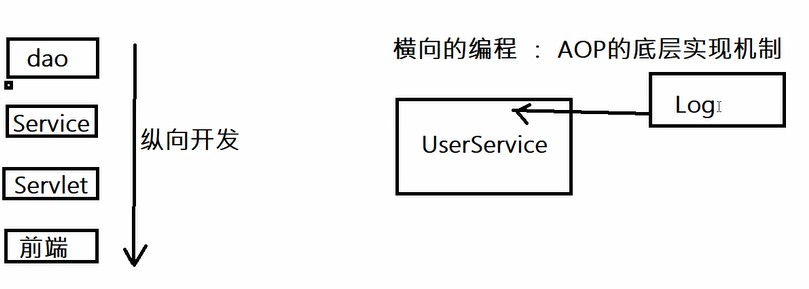 dao
Service
Servlet
前端
纵向开发
横向的编程 : AOP的底层实现机制
Log
UserService